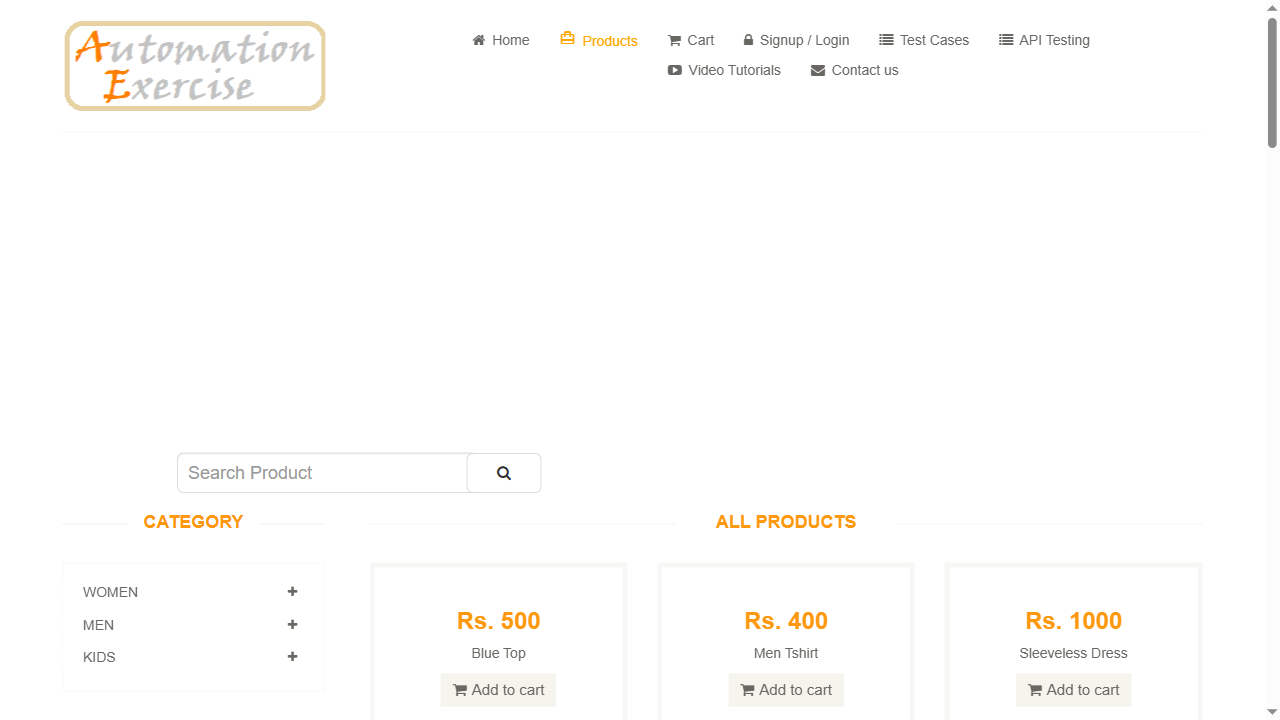 Automation
Exercise
Home Products Cart Signup / Login Test Cases API Testing
Video Tutorials Contact us
Search Product
CATEGORY
ALL PRODUCTS
WOMEN
MEN
KIDS
Rs. 500
Blue Top
Add to cart
Rs. 400
Men Tshirt
Add to cart
Rs. 1000
Sleeveless Dress
Add to cart